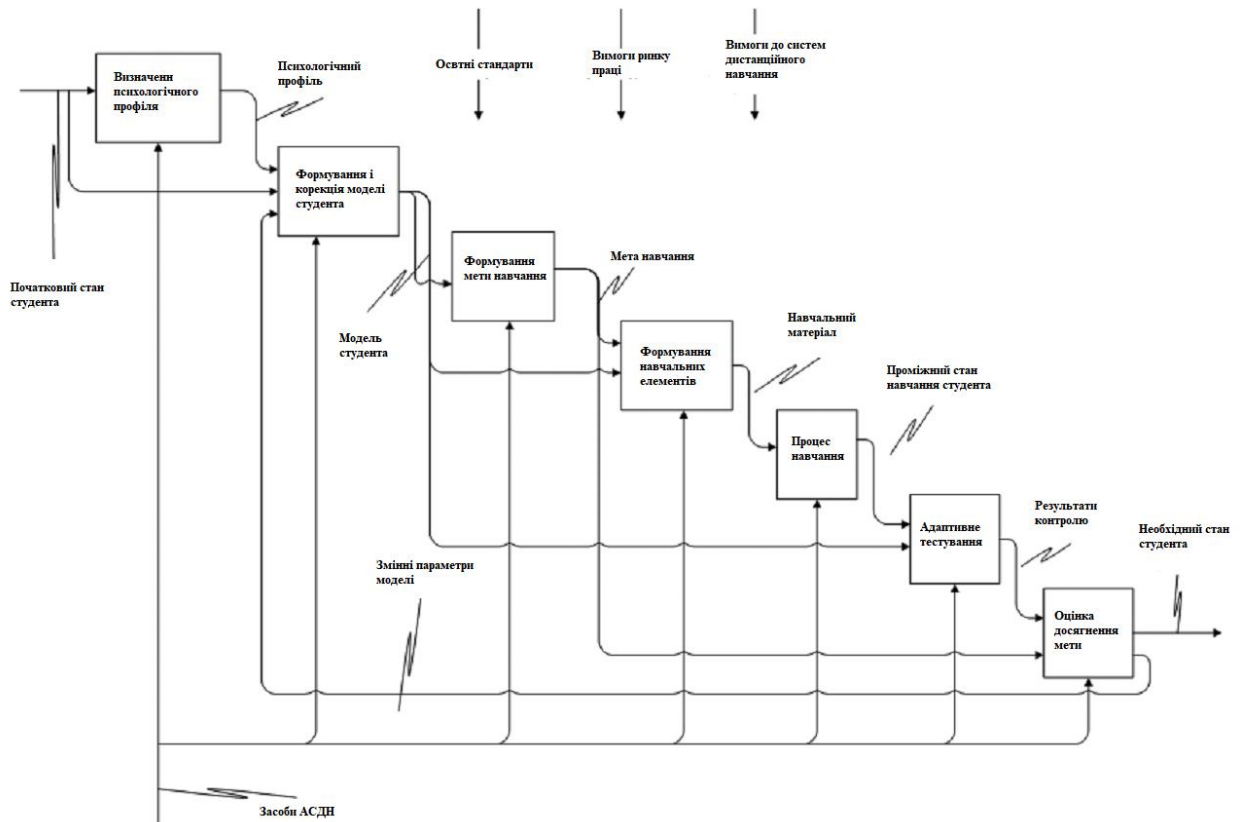 Визначенн
психологічного
профіля
Психологічний
профіль
Освтні стандарти
Вимоги ринку
праці
Вимоги до систем
дистанційного
навчання
Формування і
корекція моделі
студента
Початковий стан
студента
Формування
мети навчання
Мета навчання
Модель
студента
Формування
навчальних
елементів
Навчальний
матеріал
Проміжний стан
навчання студента
Процес
навчання
Адаптивне
тестування
Результати
контролю
Необхідний стан
студента
Змінні параметри
моделі
Оцінка
досягнення
мети
Засоби АСДН